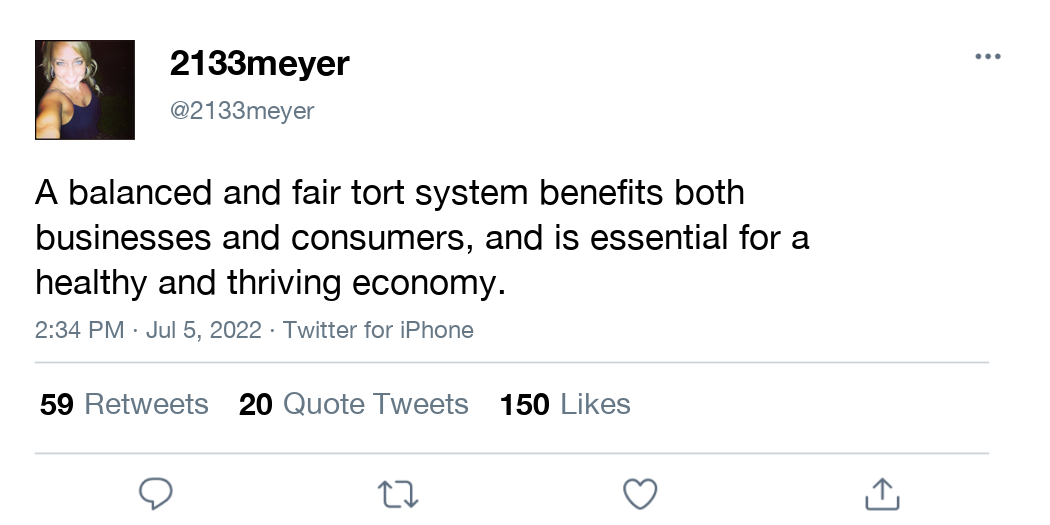 2133meyer
@2133meyer
A balanced and fair tort system benefits both
businesses and consumers, and is essential for a
healthy and thriving economy.
2:34 PM · Jul 5, 2022 · Twitter for iPhone
59 Retweets 20 Quote Tweets 150 Likes